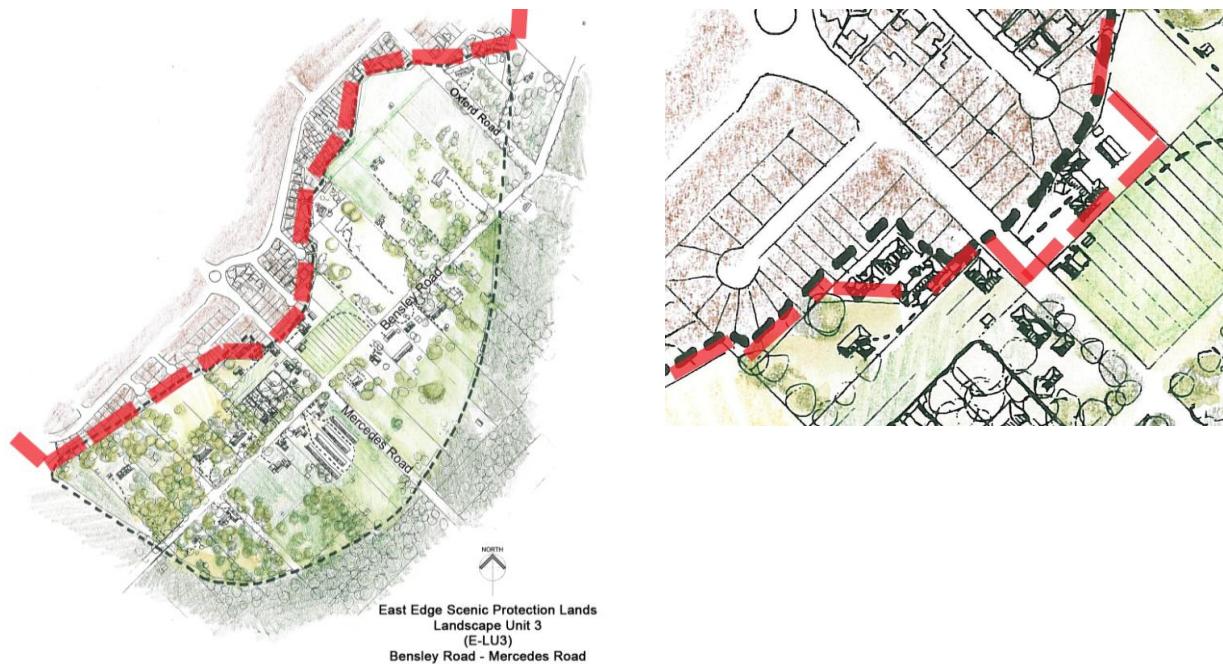 Oxford Road
Bensley Road
Mercedes Road
NORTH
East Edge Scenic Protection Lands
Landscape Unit 3
(E-LU3)
Bensley Road - Mercedes Road